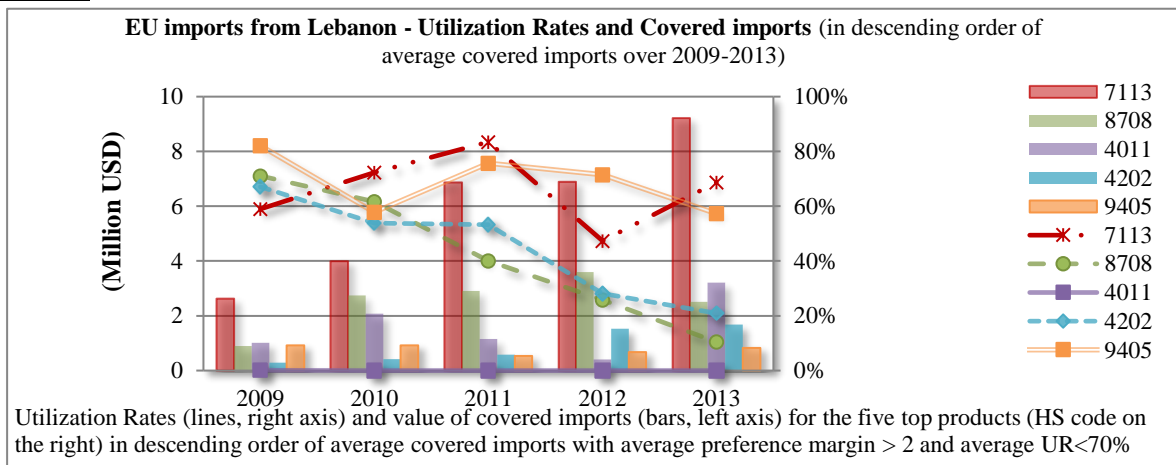 EU imports from Lebanon - Utilization Rates and Covered imports (in descending order of
average covered imports over 2009-2013)
10 100%
8 80%
6 60%
4 40%
2 20%
0 0%
(Million USD)
2009 2010 2011 2012 2013
7113
8708
4011
4202
9405
7113
8708
4011
4202
9405
Utilization Rates (lines, right axis) and value of covered imports (bars, left axis) for the five top products (HS code on
the right) in descending order of average covered imports with average preference margin > 2 and average UR<70%